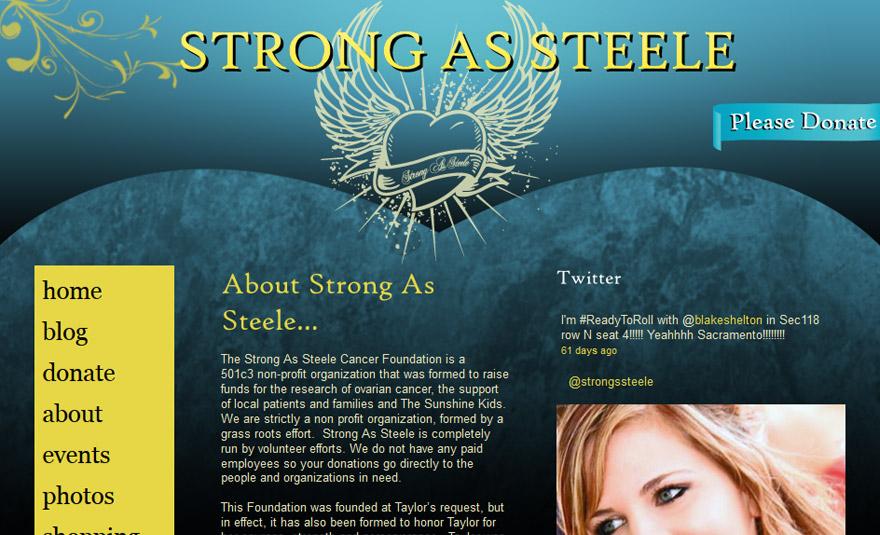 STRONG AS STEELE
Strong As Steele
Please Donate
home
blog
donate
about
events
photos
shopping
About Strong As
Steele...
The Strong As Steele Cancer Foundation is a
501c3 non-profit organization that was formed to raise
funds for the research of ovarian cancer, the support
of local patients and families and The Sunshine Kids.
We are strictly a non profit organization, formed by a
grass roots effort.  Strong As Steele is completely
run by volunteer efforts. We do not have any paid
employees so your donations go directly to the
people and organizations in need.
This Foundation was founded at Taylor's request, but
in effect, it has also been formed to honor Taylor for
Twitter
I'm #ReadyToRoll with @blakeshelton in Sec118
row N seat 4!!!!! Yeahhhh Sacramento!!!!!!!!
61 days ago
@strongssteele